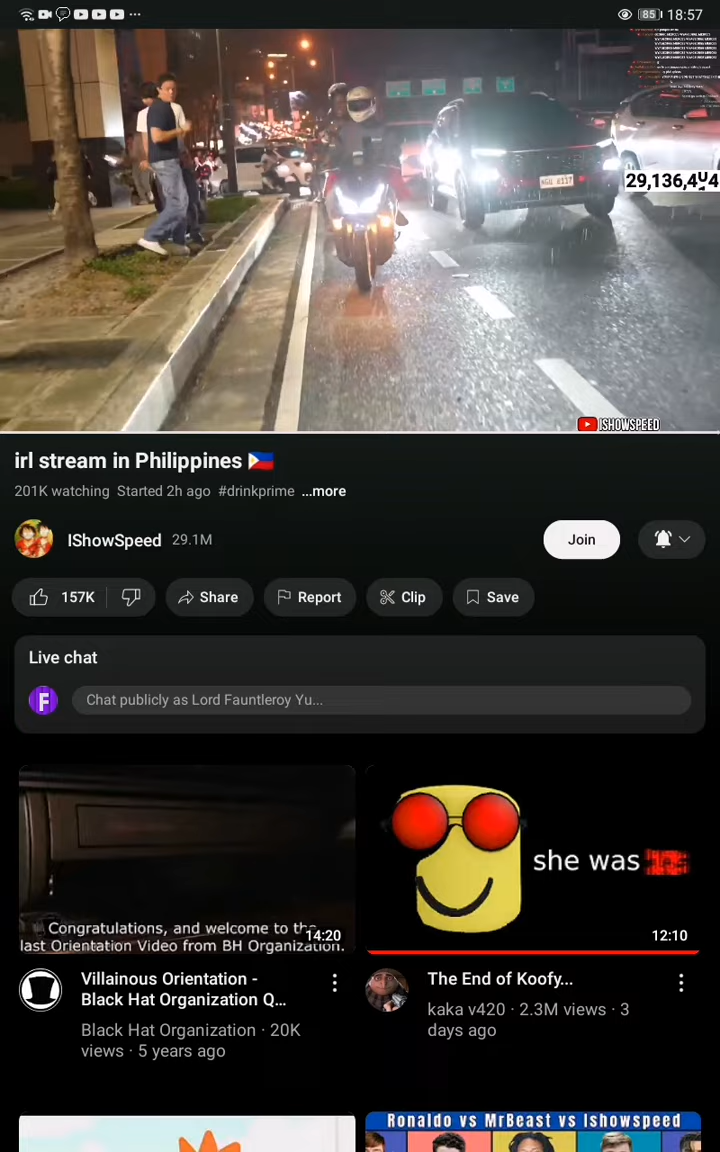 85 18:57
29,136,4 4
ISHOWSPEED
irl stream in Philippines
201K watching Started 2h ago #drinkprime ...more
IShowSpeed 29.1M
Join
157K
Share
Report
Clip
Save
Live chat
F
Chat publicly as Lord Fauntleroy Yu...
Congratulations, and welcome to the
last Orientation Video from BH Organization.
14:20
she was
12:10
Villainous Orientation -
Black Hat Organization Q...
Black Hat Organization · 20K
views · 5 years ago
The End of Koofy...
kaka v420 · 2.3M views · 3
days ago
Ronaldo vs MrBeast vs Ishowspeed